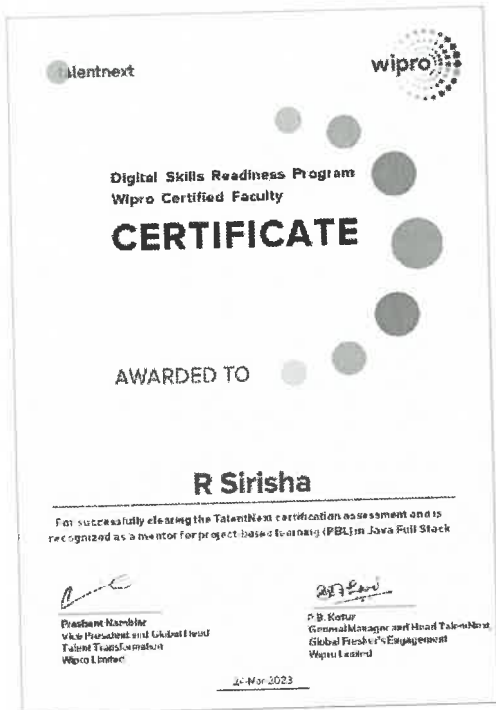 talentnext
wipro
Digital Skills Readiness Program
Wipro Certified Faculty
CERTIFICATE
AWARDED TO
R Sirisha
For successfully clearing the TalentNext certification assessment and is
recognized as a mentor for project-based learning (PBL) in Java Full Stack
Prashant Nambiar
Vice President and Global Head
Talent Transformation
Wipro Limited
P.B. Kotur
General Manager and Head TalentNext,
Global Fresher's Engagement
Wipro Limited
-Mar-2023